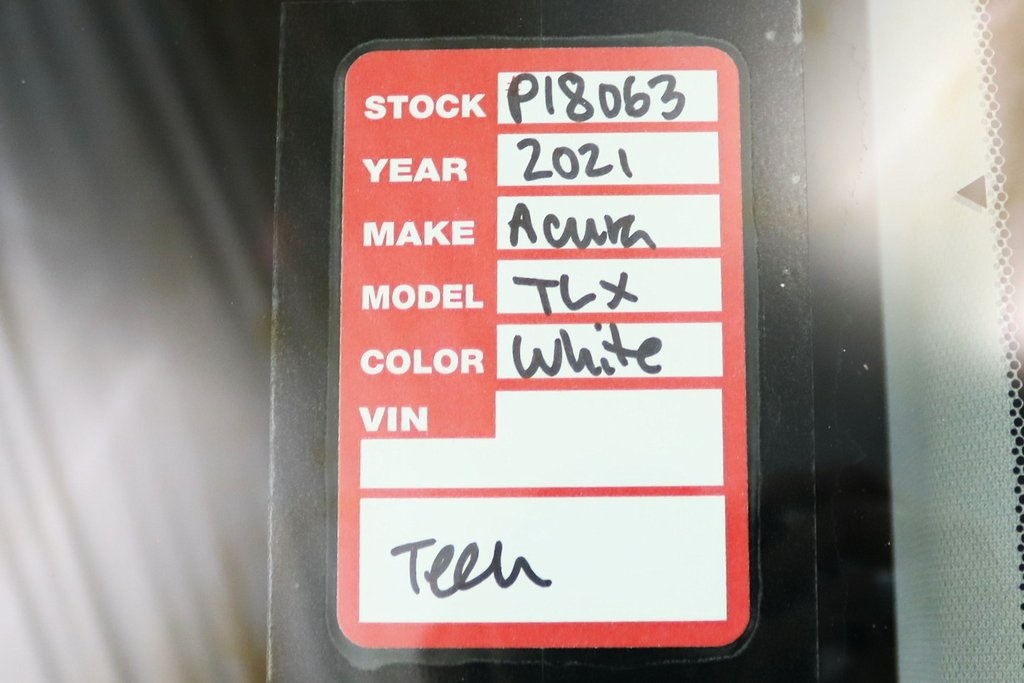 STOCK P18063
YEAR 2021
MAKE Acura
MODEL TLX
COLOR White
VIN
Tech